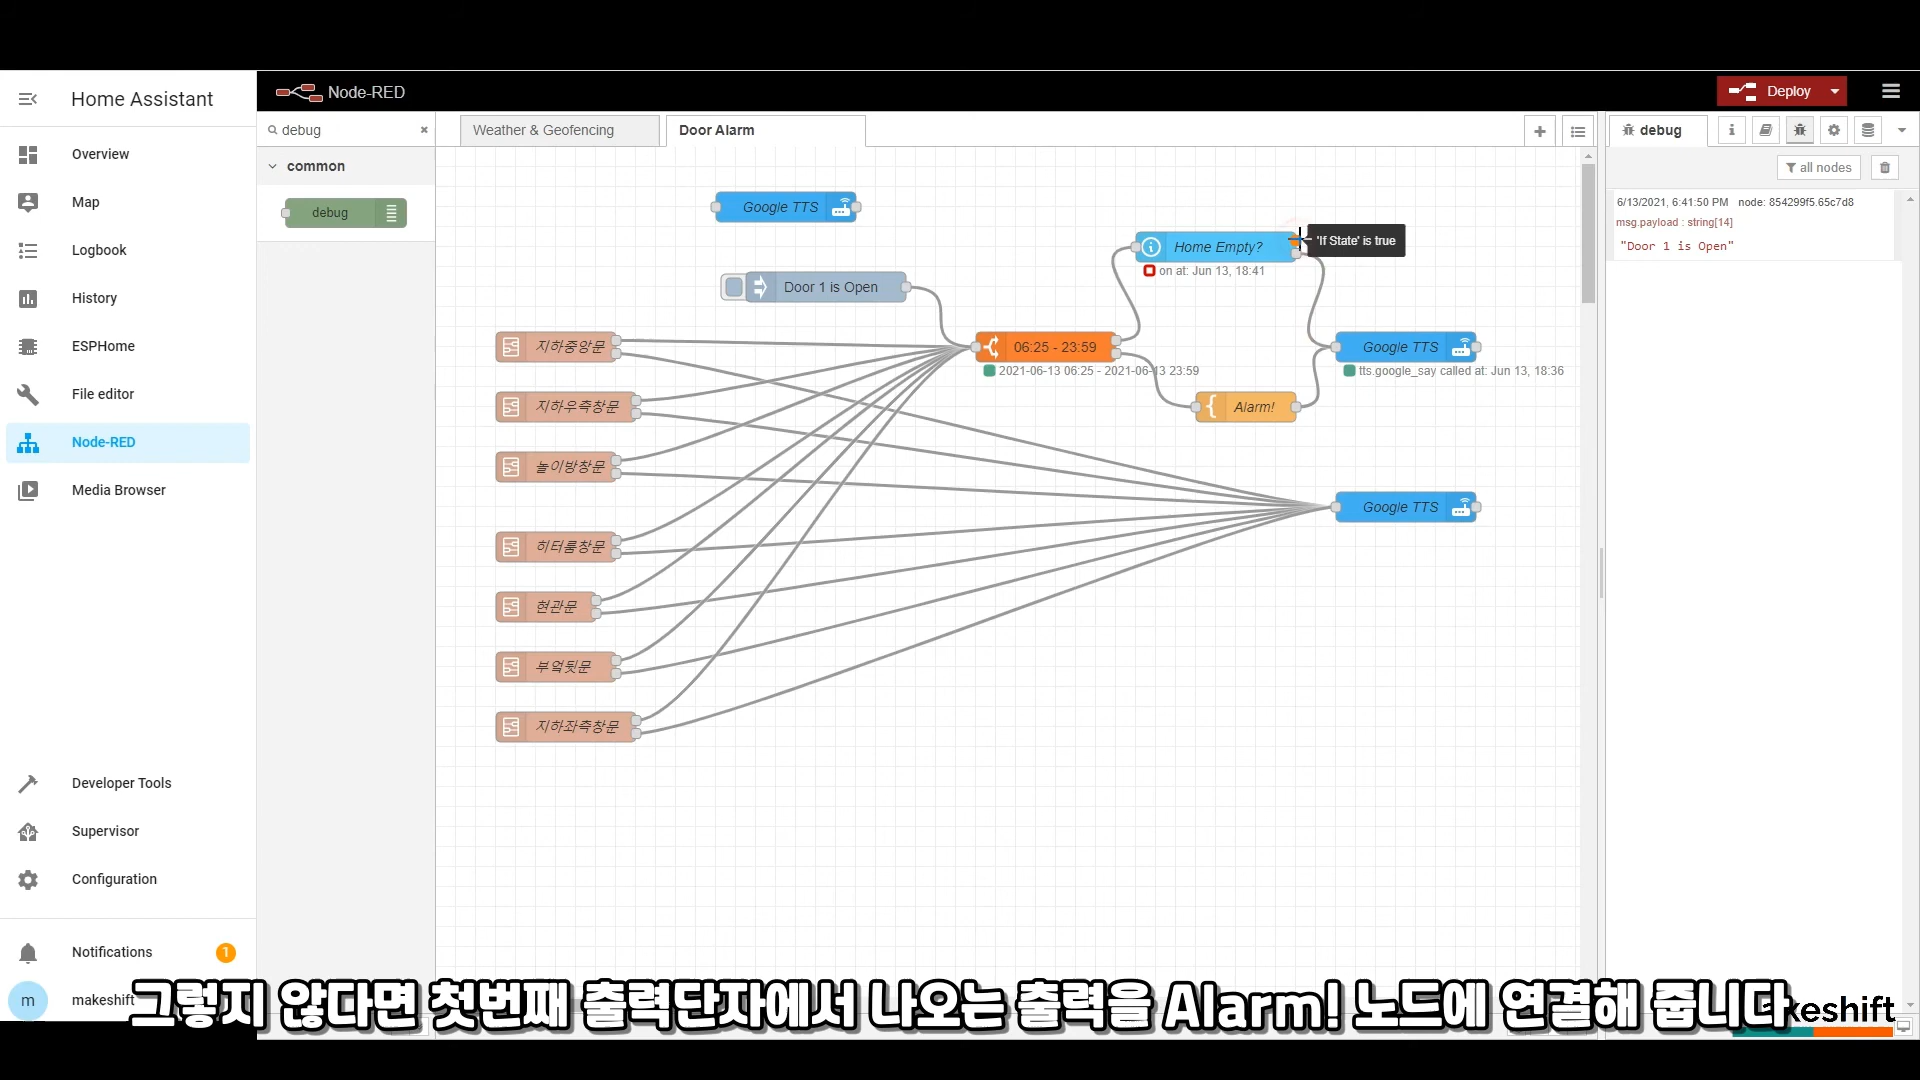 Home Assistant
Overview
Map
Logbook
History
ESPHome
File editor
Node-RED
Media Browser
Developer Tools
Supervisor
Configuration
Notifications
1
m
makeshift
Node-RED
Deploy
debug
common
debug
Weather & Geofencing
Door Alarm
Google TTS
Door 1 is Open
지하중앙문
지하우측창문
놀이방창문
히터룸창문
현관문
부엌뒷문
지하좌측창문
06:25 - 23:59
2021-06-13 06:25 - 2021-06-13 23:59
Home Empty?
on at: Jun 13, 18:41
'If State' is true
Google TTS
tts.google_say called at: Jun 13, 18:36
Alarm!
Google TTS
debug
all nodes
6/13/2021, 6:41:50 PM node: 854299f5.65c7d8
msg.payload : string[14]
"Door 1 is Open"
그렇지 않다면 첫번째 출력단자에서 나오는 출력을 Alarm! 노드에 연결해 줍니다